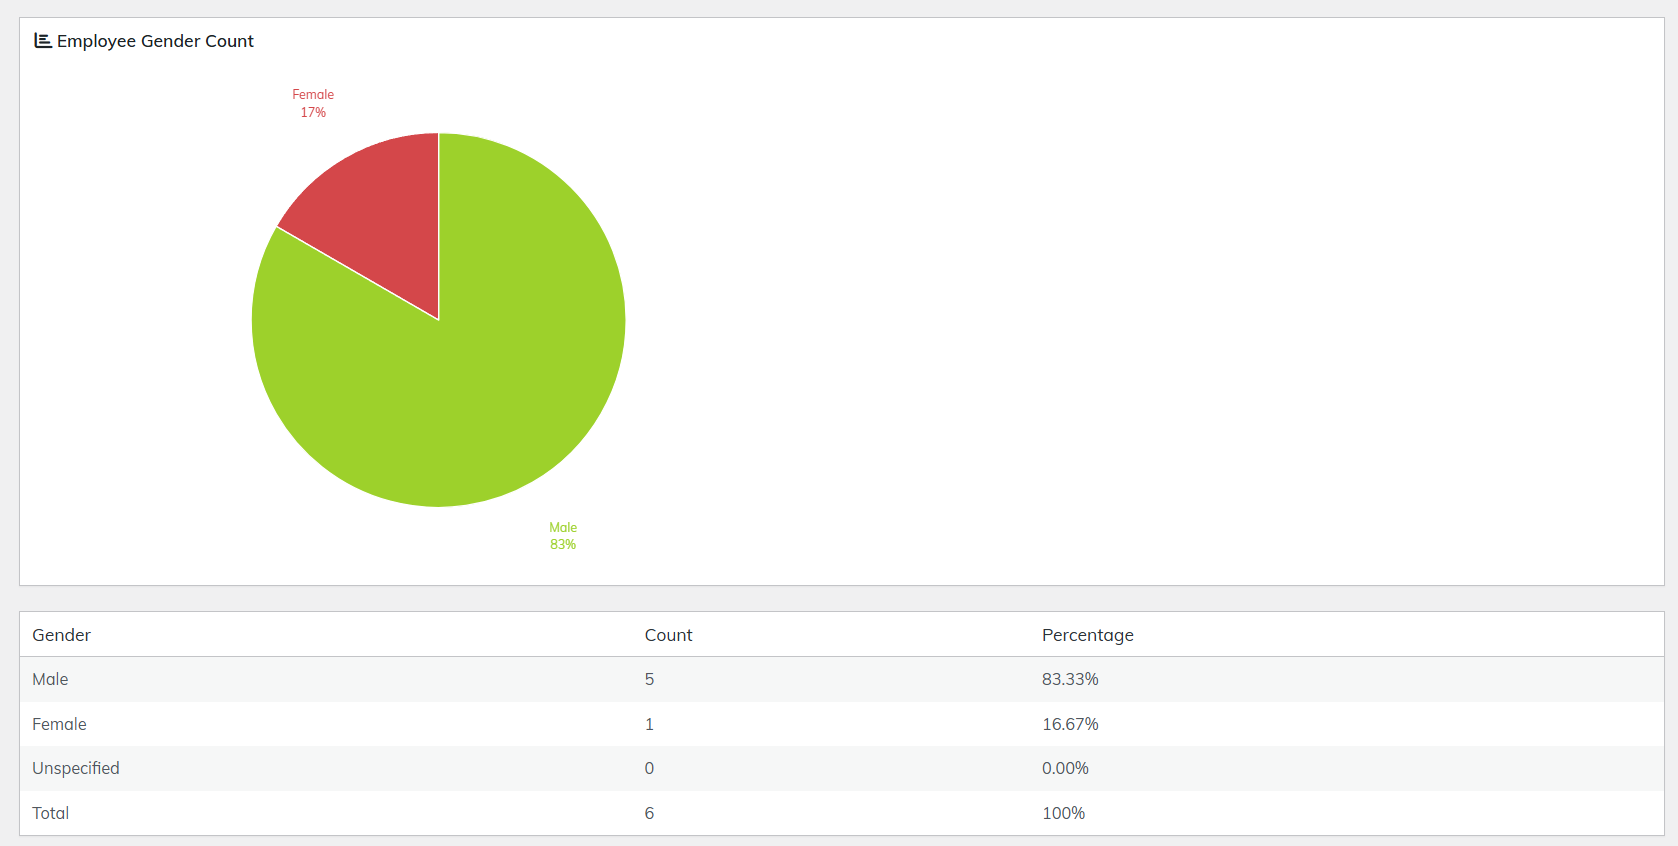 Employee Gender Count
Female
17%
Male
83%
Gender Count Percentage
Male 5 83.33%
Female 1 16.67%
Unspecified 0 0.00%
Total 6 100%